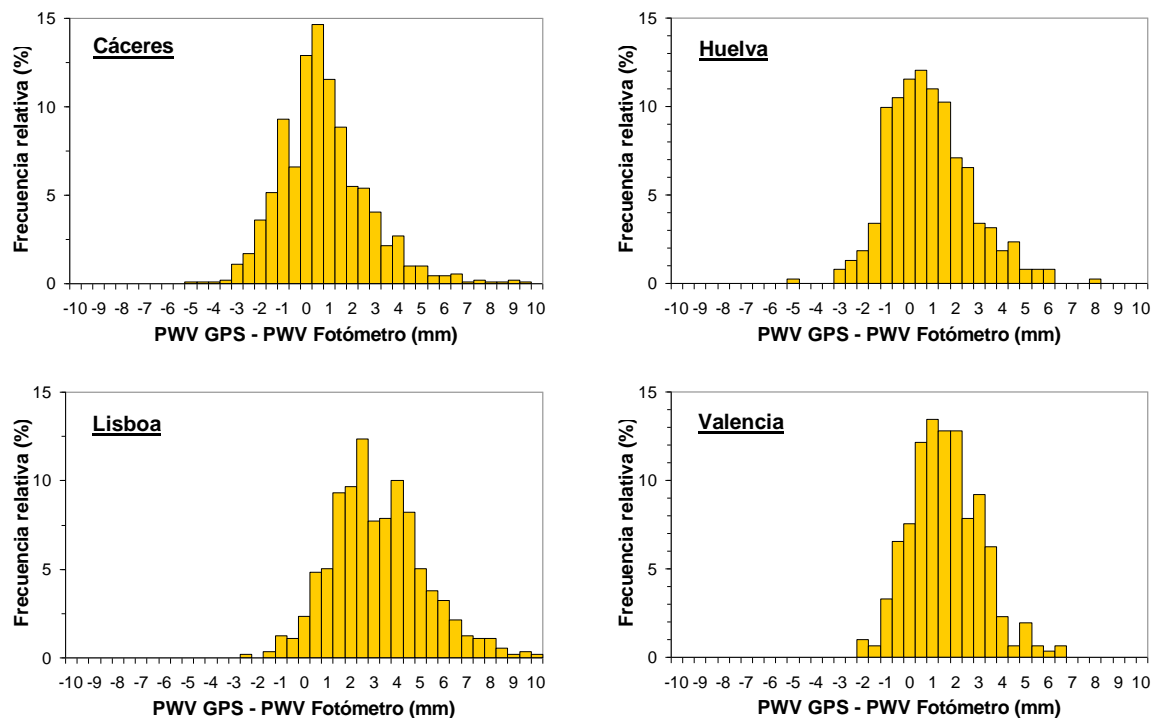 Cáceres
Frecuencia relativa (%)
15
10
5
0
-10 -9 -8 -7 -6 -5 -4 -3 -2 -1 0 1 2 3 4 5 6 7 8 9 10
PWV GPS - PWV Fotómetro (mm)
Huelva
Frecuencia relativa (%)
15
10
5
0
-10 -9 -8 -7 -6 -5 -4 -3 -2 -1 0 1 2 3 4 5 6 7 8 9 10
PWV GPS - PWV Fotómetro (mm)
Lisboa
Frecuencia relativa (%)
15
10
5
0
-10 -9 -8 -7 -6 -5 -4 -3 -2 -1 0 1 2 3 4 5 6 7 8 9 10
PWV GPS - PWV Fotómetro (mm)
Valencia
Frecuencia relativa (%)
15
10
5
0
-10 -9 -8 -7 -6 -5 -4 -3 -2 -1 0 1 2 3 4 5 6 7 8 9 10
PWV GPS - PWV Fotómetro (mm)